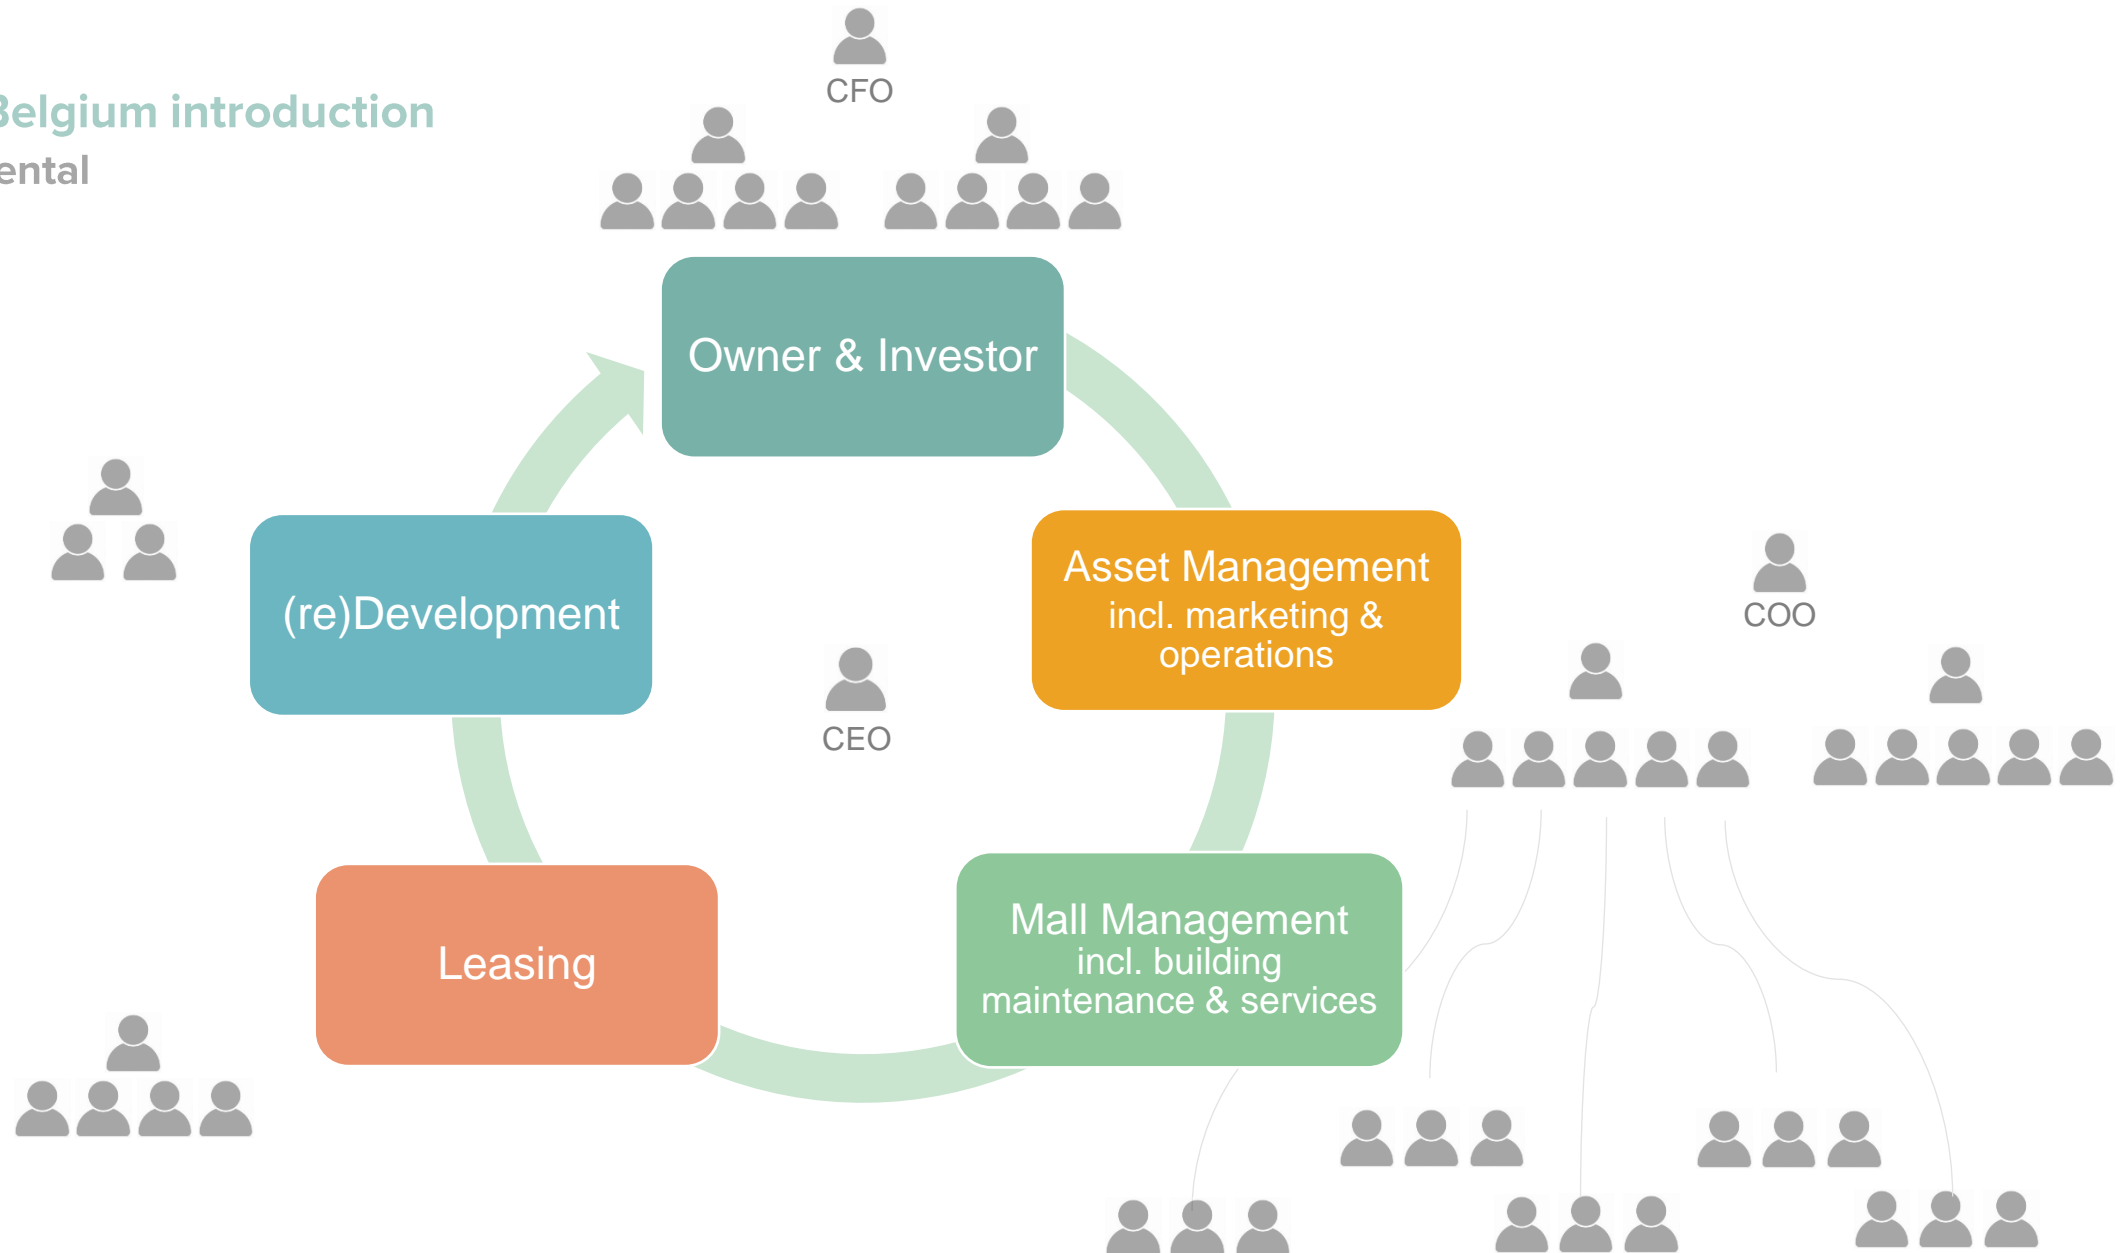 CFO
Belgium introduction
ental
Owner & Investor
Asset Management
incl. marketing &
operations
(re)Development
COO
CEO
Mall Management
incl. building
maintenance & services
Leasing